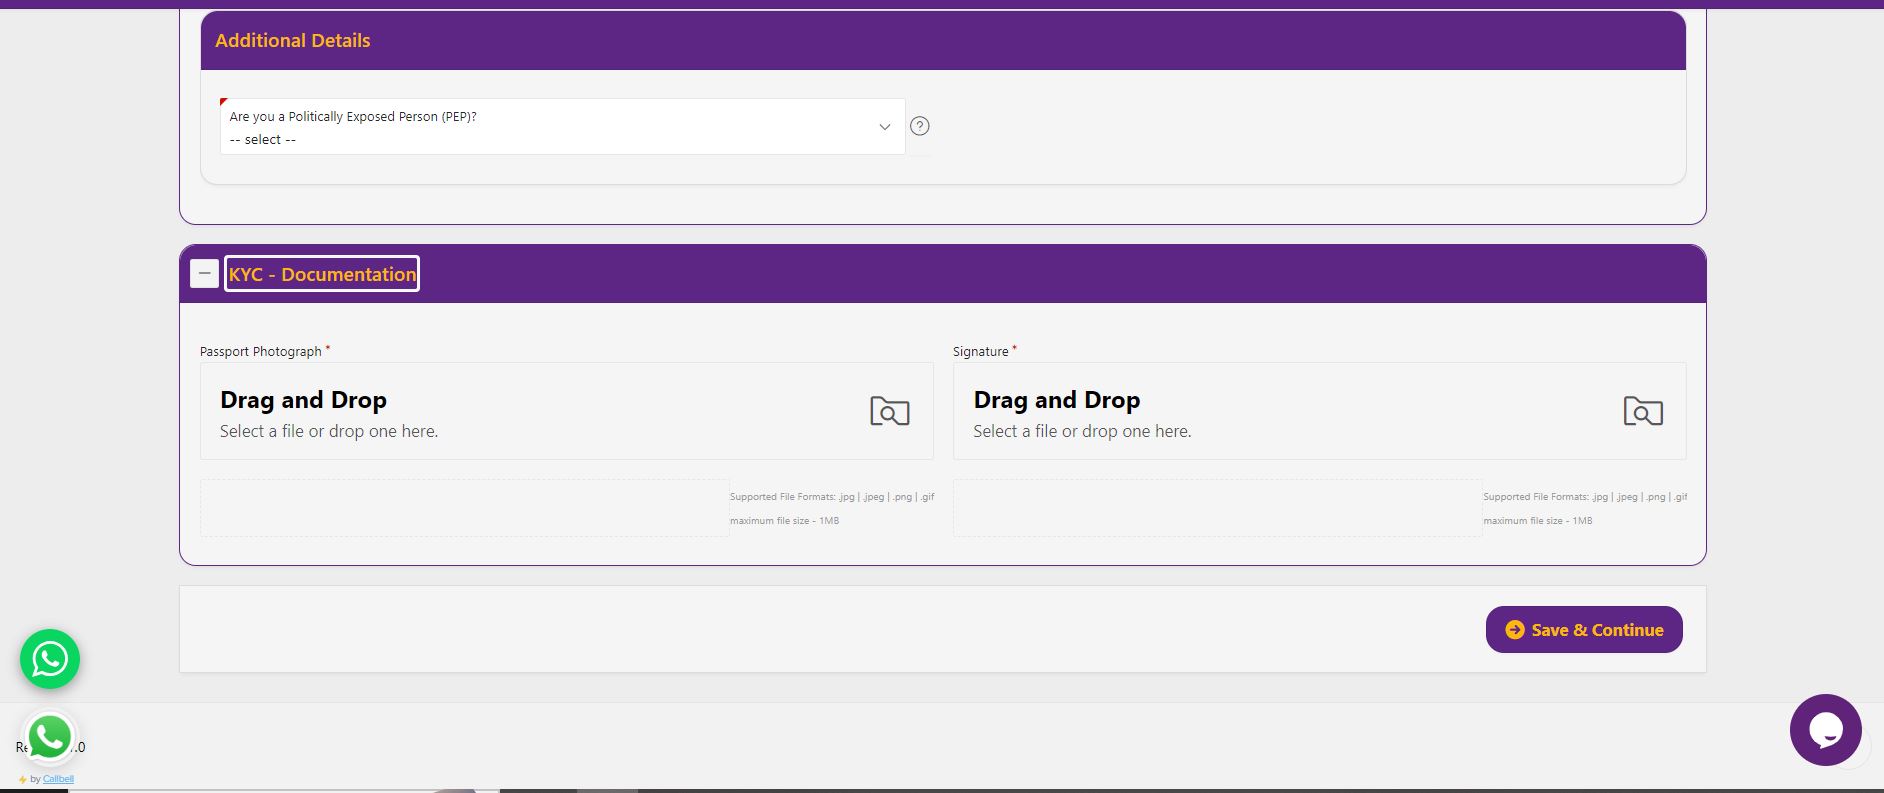 Additional Details
Are you a Politically Exposed Person (PEP)?
-- select --
KYC - Documentation
Passport Photograph *
Signature *
Drag and Drop
Select a file or drop one here.
Drag and Drop
Select a file or drop one here.
Supported File Formats: .jpg | .jpeg | .png | .gif
maximum file size - 1MB
Supported File Formats: .jpg | .jpeg | .png | .gif
maximum file size - 1MB
Save & Continue
by Callbell